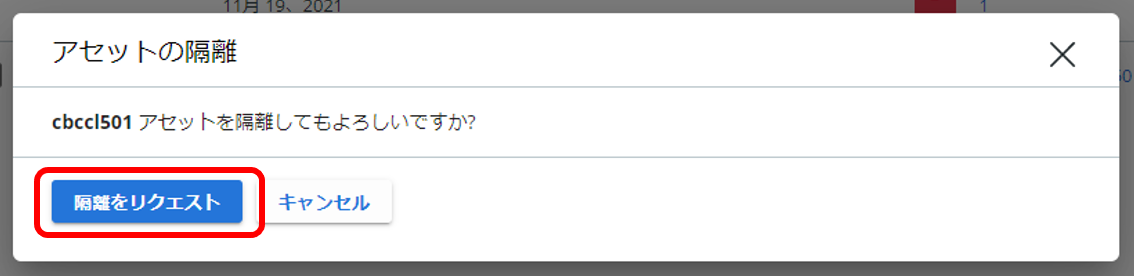 11月 19、2021
1
アセットの隔離
cbccl501 アセットを隔離してもよろしいですか?
隔離をリクエスト
キャンセル